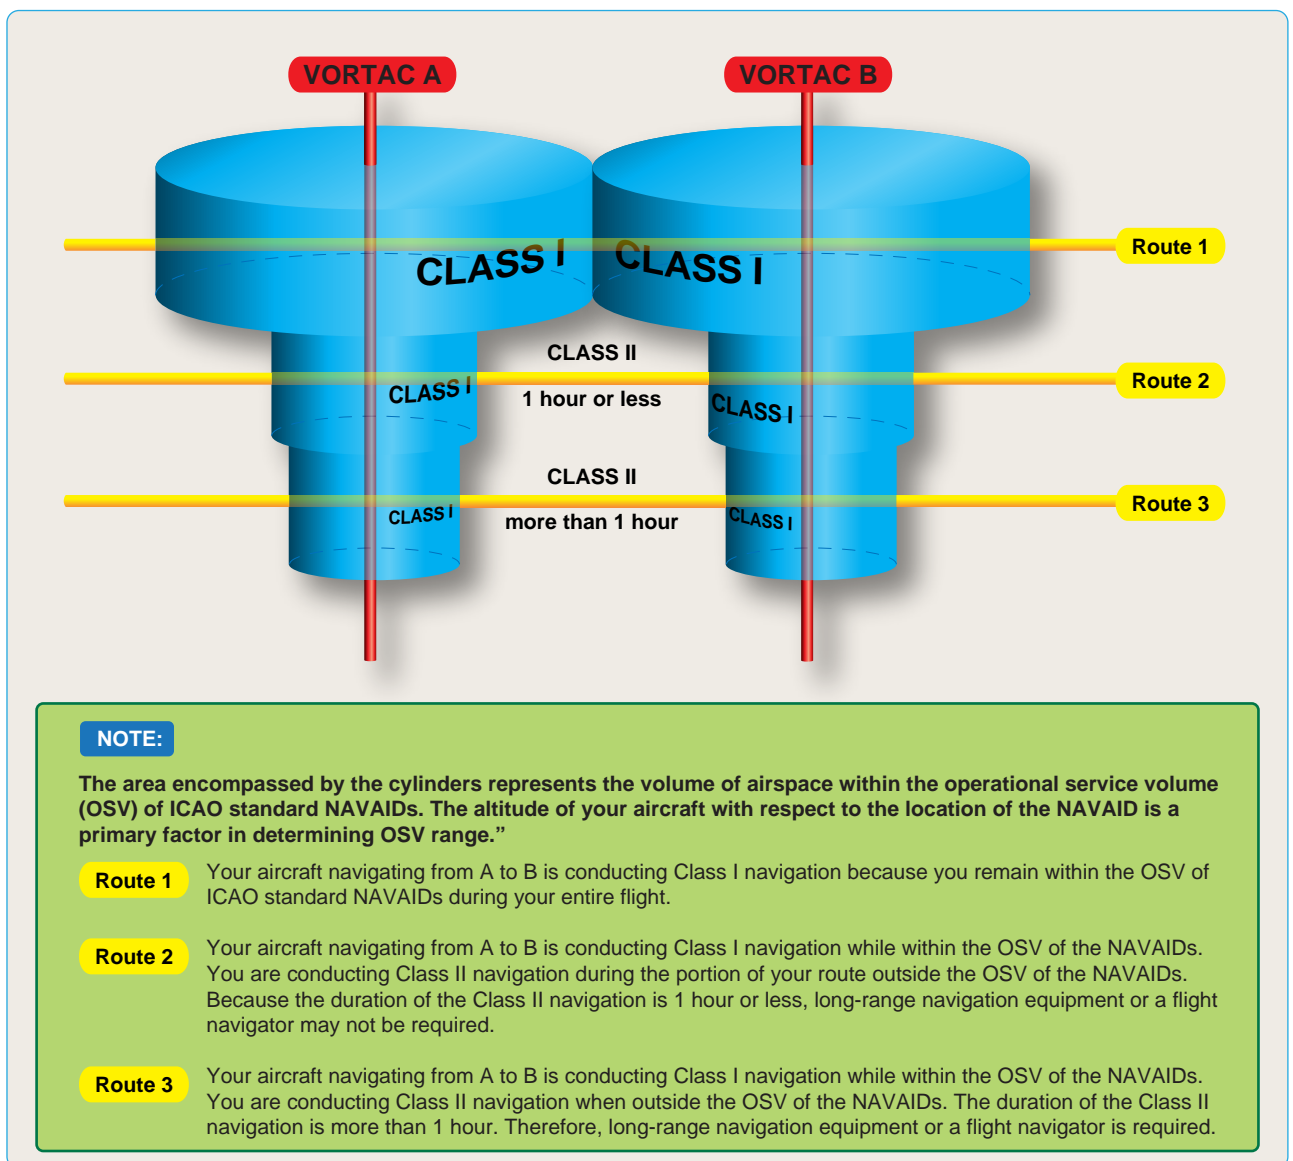 VORTAC A
VORTAC B
Route 1
CLASS I
CLASS I
CLASS II
Route 2
CLASS I
1 hour or less
CLASS I
CLASS II
Route 3
CLASS I
more than 1 hour
CLASS I
NOTE:
The area encompassed by the cylinders represents the volume of airspace within the operational service volume
(OSV) of ICAO standard NAVAIDs. The altitude of your aircraft with respect to the location of the NAVAID is a
primary factor in determining OSV range.”
Route 1
Your aircraft navigating from A to B is conducting Class I navigation because you remain within the OSV of
ICAO standard NAVAIDs during your entire flight.
Route 2
Your aircraft navigating from A to B is conducting Class I navigation while within the OSV of the NAVAIDs.
You are conducting Class II navigation during the portion of your route outside the OSV of the NAVAIDs.
Because the duration of the Class II navigation is 1 hour or less, long-range navigation equipment or a flight
navigator may not be required.
Route 3
Your aircraft navigating from A to B is conducting Class I navigation while within the OSV of the NAVAIDs.
You are conducting Class II navigation when outside the OSV of the NAVAIDs. The duration of the Class II
navigation is more than 1 hour. Therefore, long-range navigation equipment or a flight navigator is required.